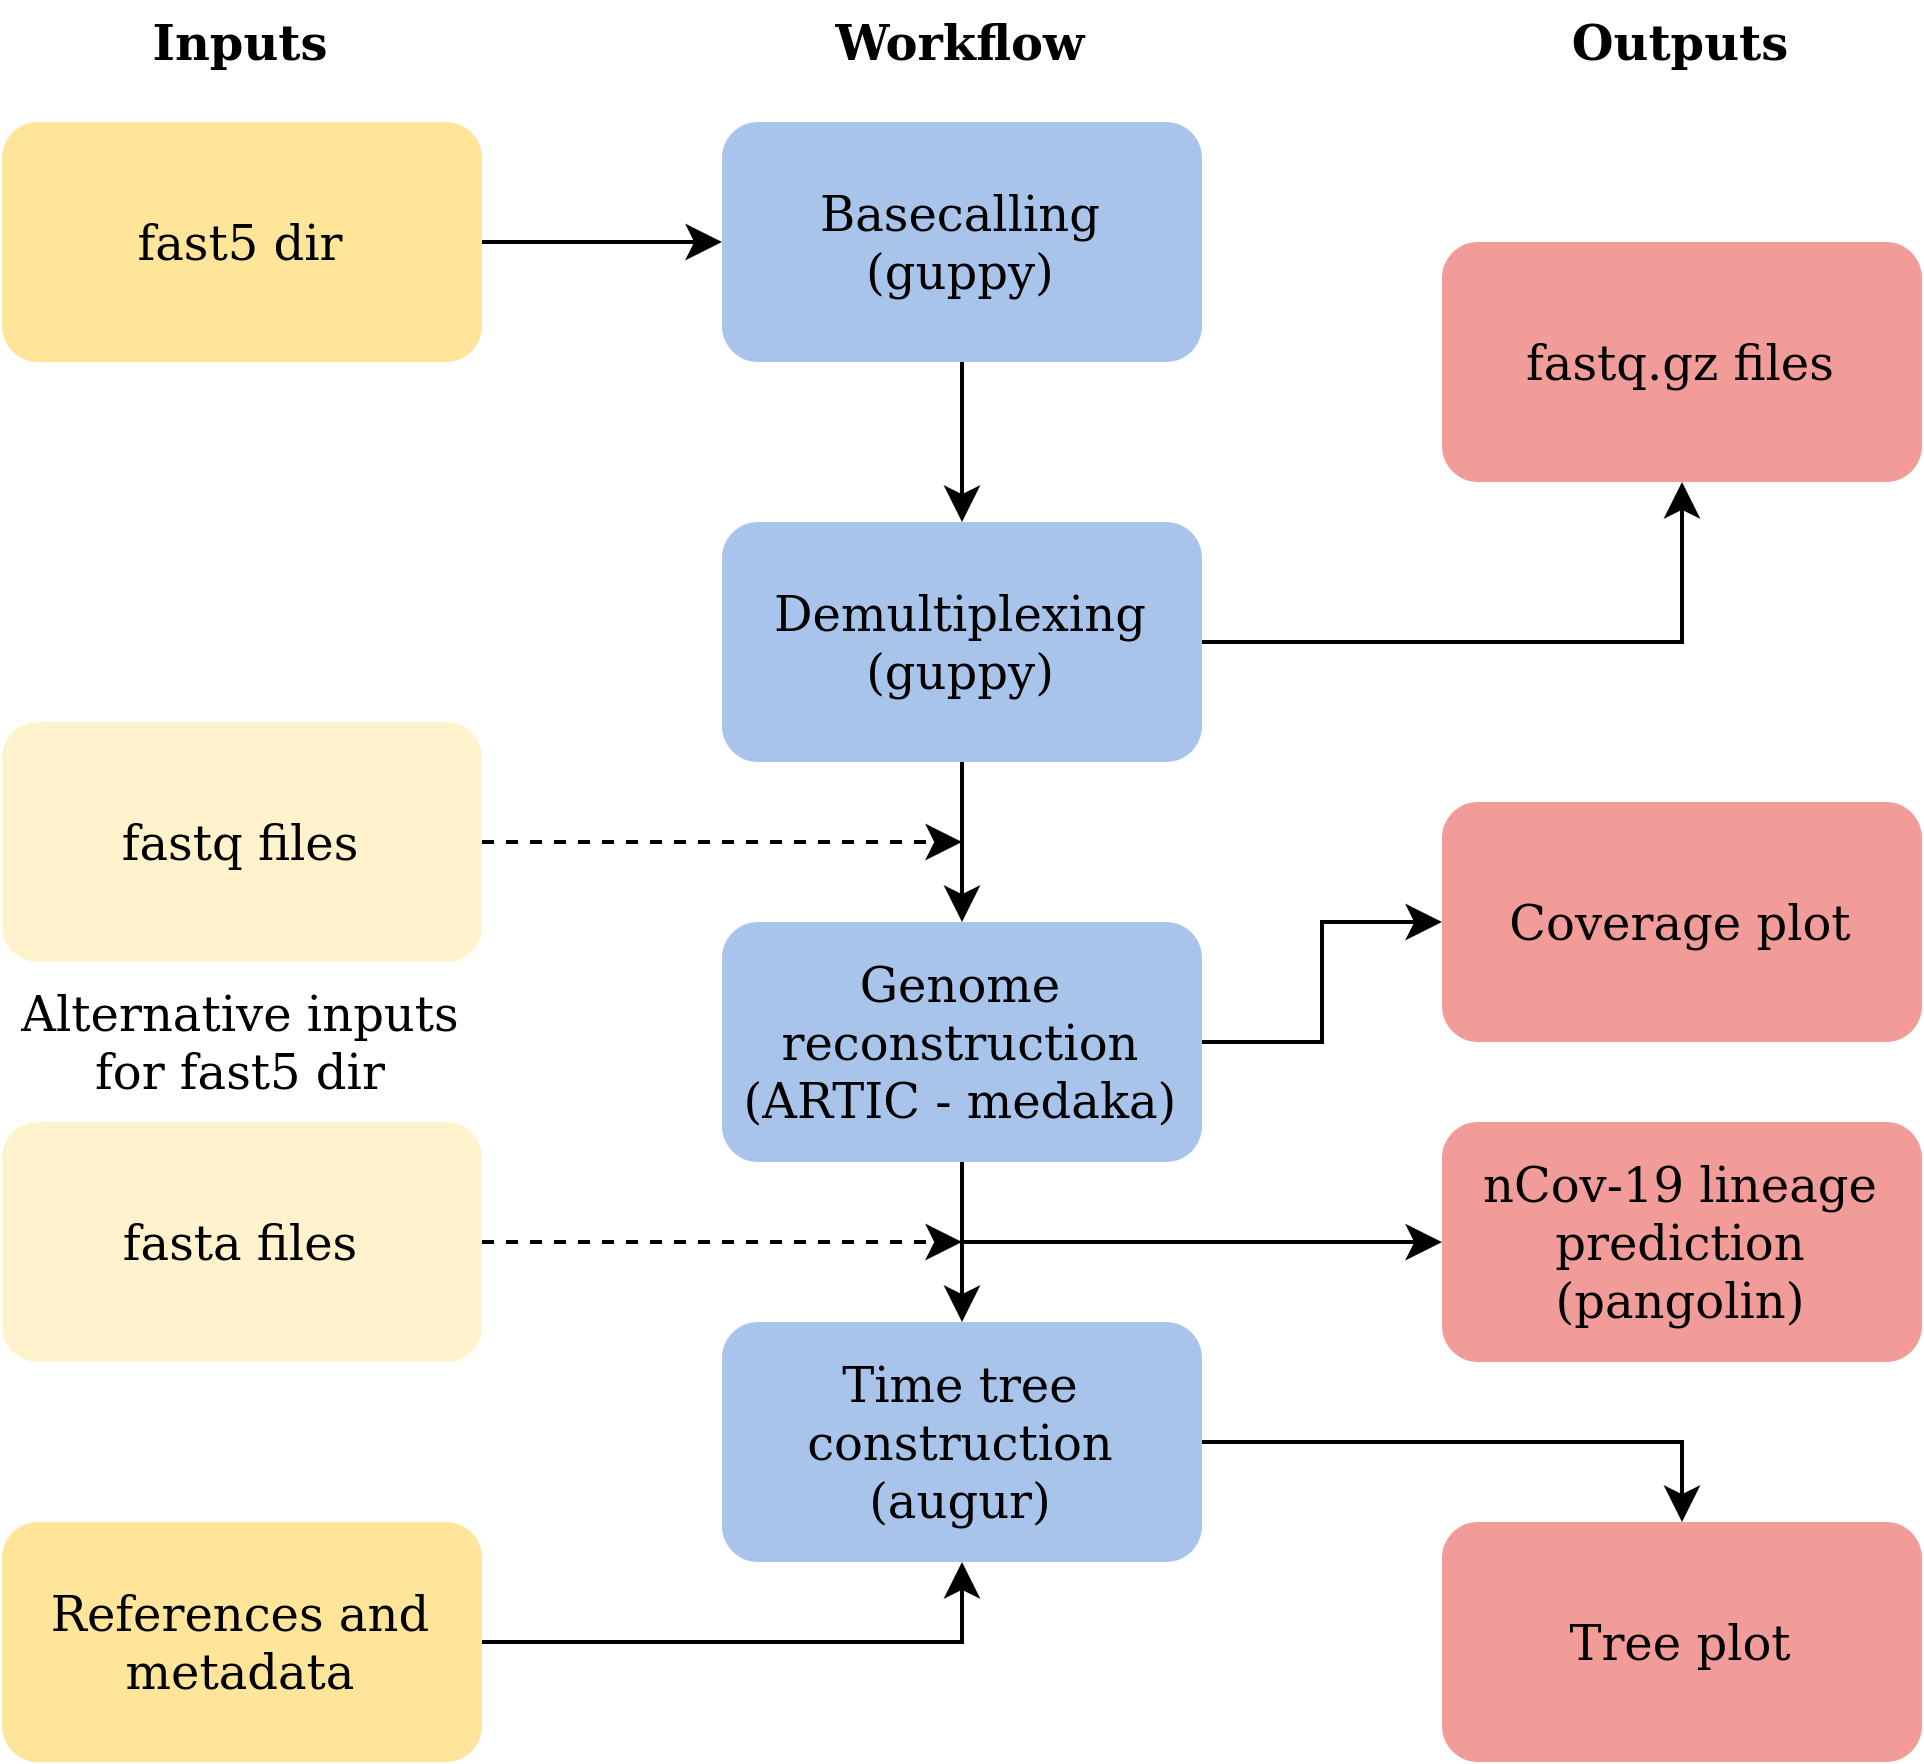 Inputs
Workflow
Outputs
fast5 dir
Basecalling
(guppy)
fastq.gz files
Demultiplexing
(guppy)
fastq files
Coverage plot
Alternative inputs
for fast5 dir
Genome
reconstruction
(ARTIC - medaka)
fasta files
nCov-19 lineage
prediction
(pangolin)
Time tree
construction
(augur)
References and
metadata
Tree plot